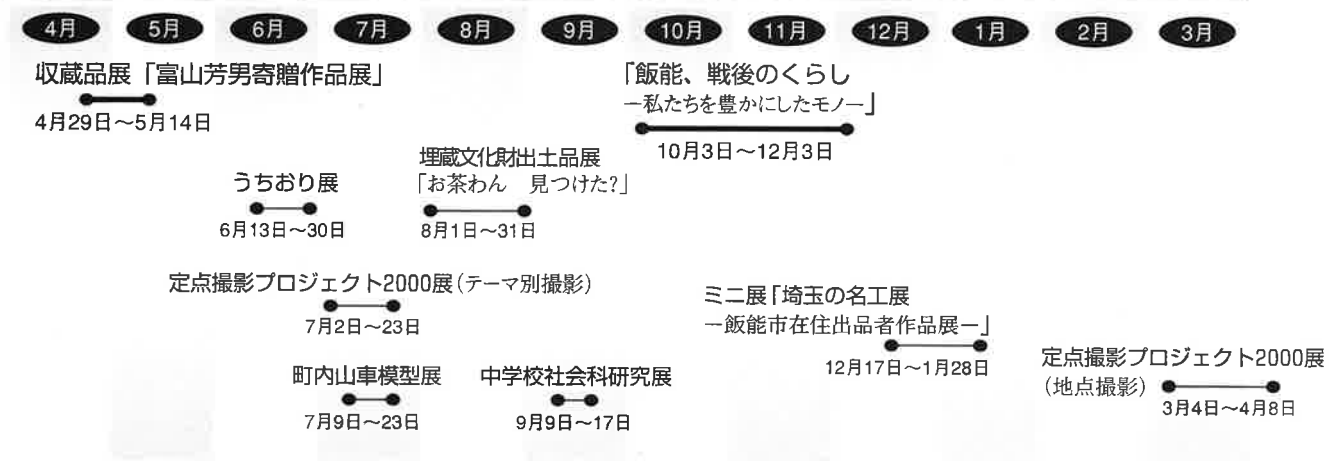 4月 5月 6月 7月 8月 9月 10月 11月 12月 1月 2月 3月
収蔵品展「富山芳男寄贈作品展」
4月29日〜5月14日
「飯能、戦後のくらし
―私たちを豊かにしたモノ―」
10月3日〜12月3日
うちおり展
6月13日〜30日
埋蔵文化財出土品展
「お茶わん　見つけた?」
8月1日〜31日
定点撮影プロジェクト2000展(テーマ別撮影)
7月2日〜23日
ミニ展「埼玉の名工展
―飯能市在住出品者作品展―」
12月17日〜1月28日
町内山車模型展
7月9日〜23日
中学校社会科研究展
9月9日〜17日
定点撮影プロジェクト2000展
(地点撮影)
3月4日〜4月8日